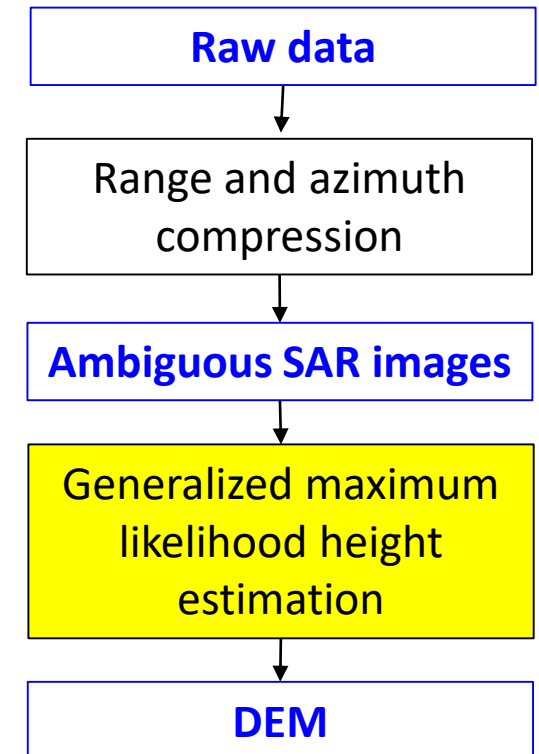 Raw data
Range and azimuth
compression
Ambiguous SAR images
Generalized maximum
likelihood height
estimation
DEM